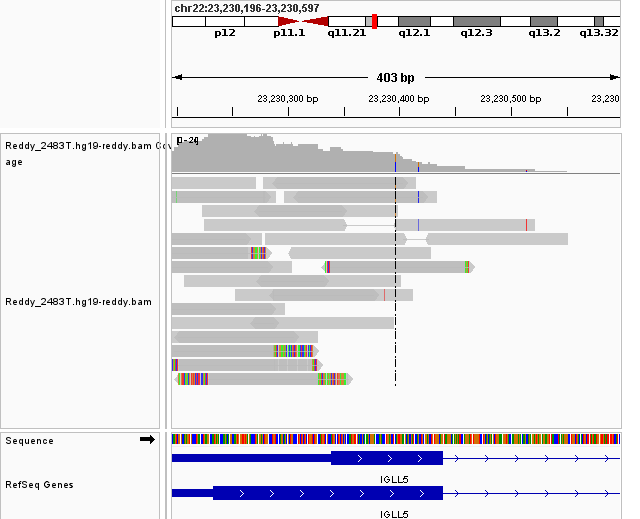 chr22:23,230,196-23,230,597
p12 p11.1 q11.21 q12.1 q12.3 q13.2 q13.32
403 bp
23,230,300 bp 23,230,400 bp 23,230,500 bp 23,230
Reddy_2483T.hg19-reddy.bam Cov
age
Reddy_2483T.hg19-reddy.bam
Sequence
IGLL5
RefSeq Genes
IGLL5